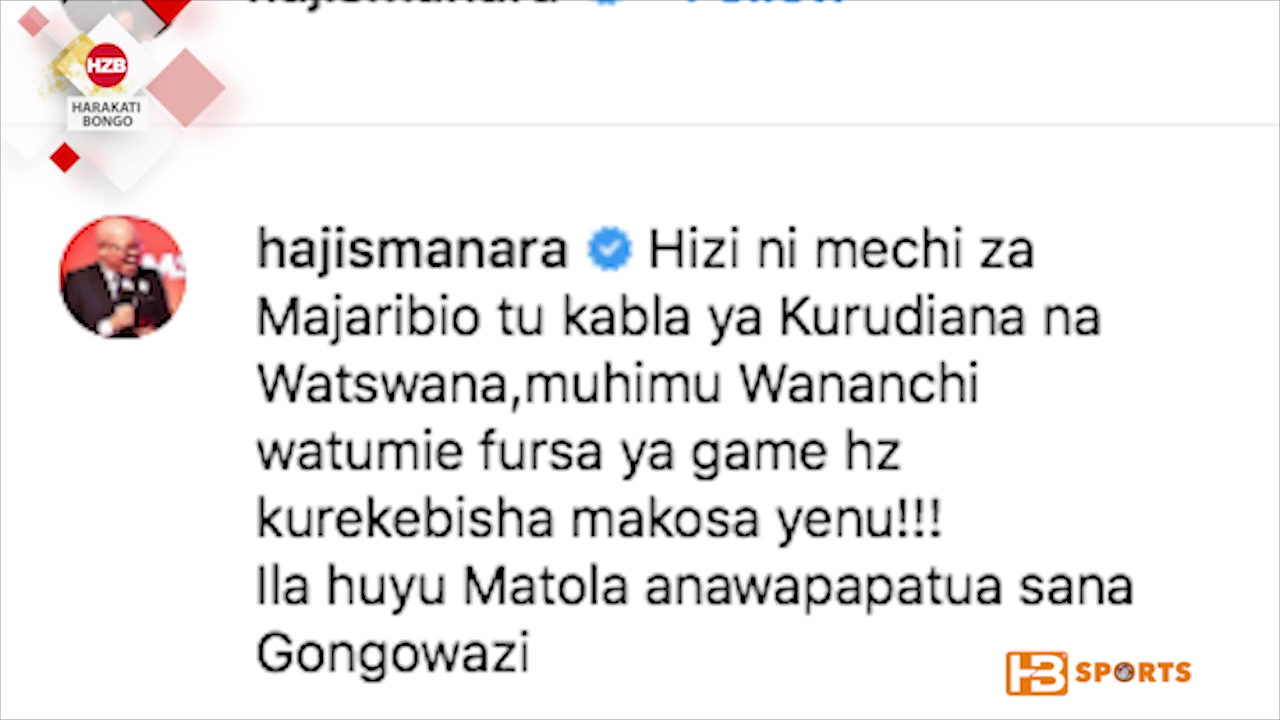 HZB
HARAKATI
BONGO
hajismanara Hizi ni mechi za
Majaribio tu kabla ya Kurudiana na
Watswana,muhimu Wananchi
watumie fursa ya game hz
kurekebisha makosa yenu!!!
Ila huyu Matola anawapapatua sana
Gongowazi
HB SPORTS